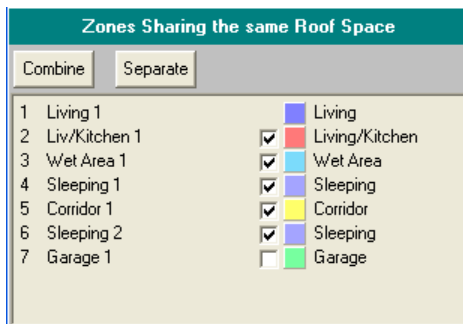 Zones Sharing the same Roof Space
Combine Separate
1 Living 1 Living
2 Liv/Kitchen 1 Living/Kitchen
3 Wet Area 1 Wet Area
4 Sleeping 1 Sleeping
5 Corridor 1 Corridor
6 Sleeping 2 Sleeping
7 Garage 1 Garage